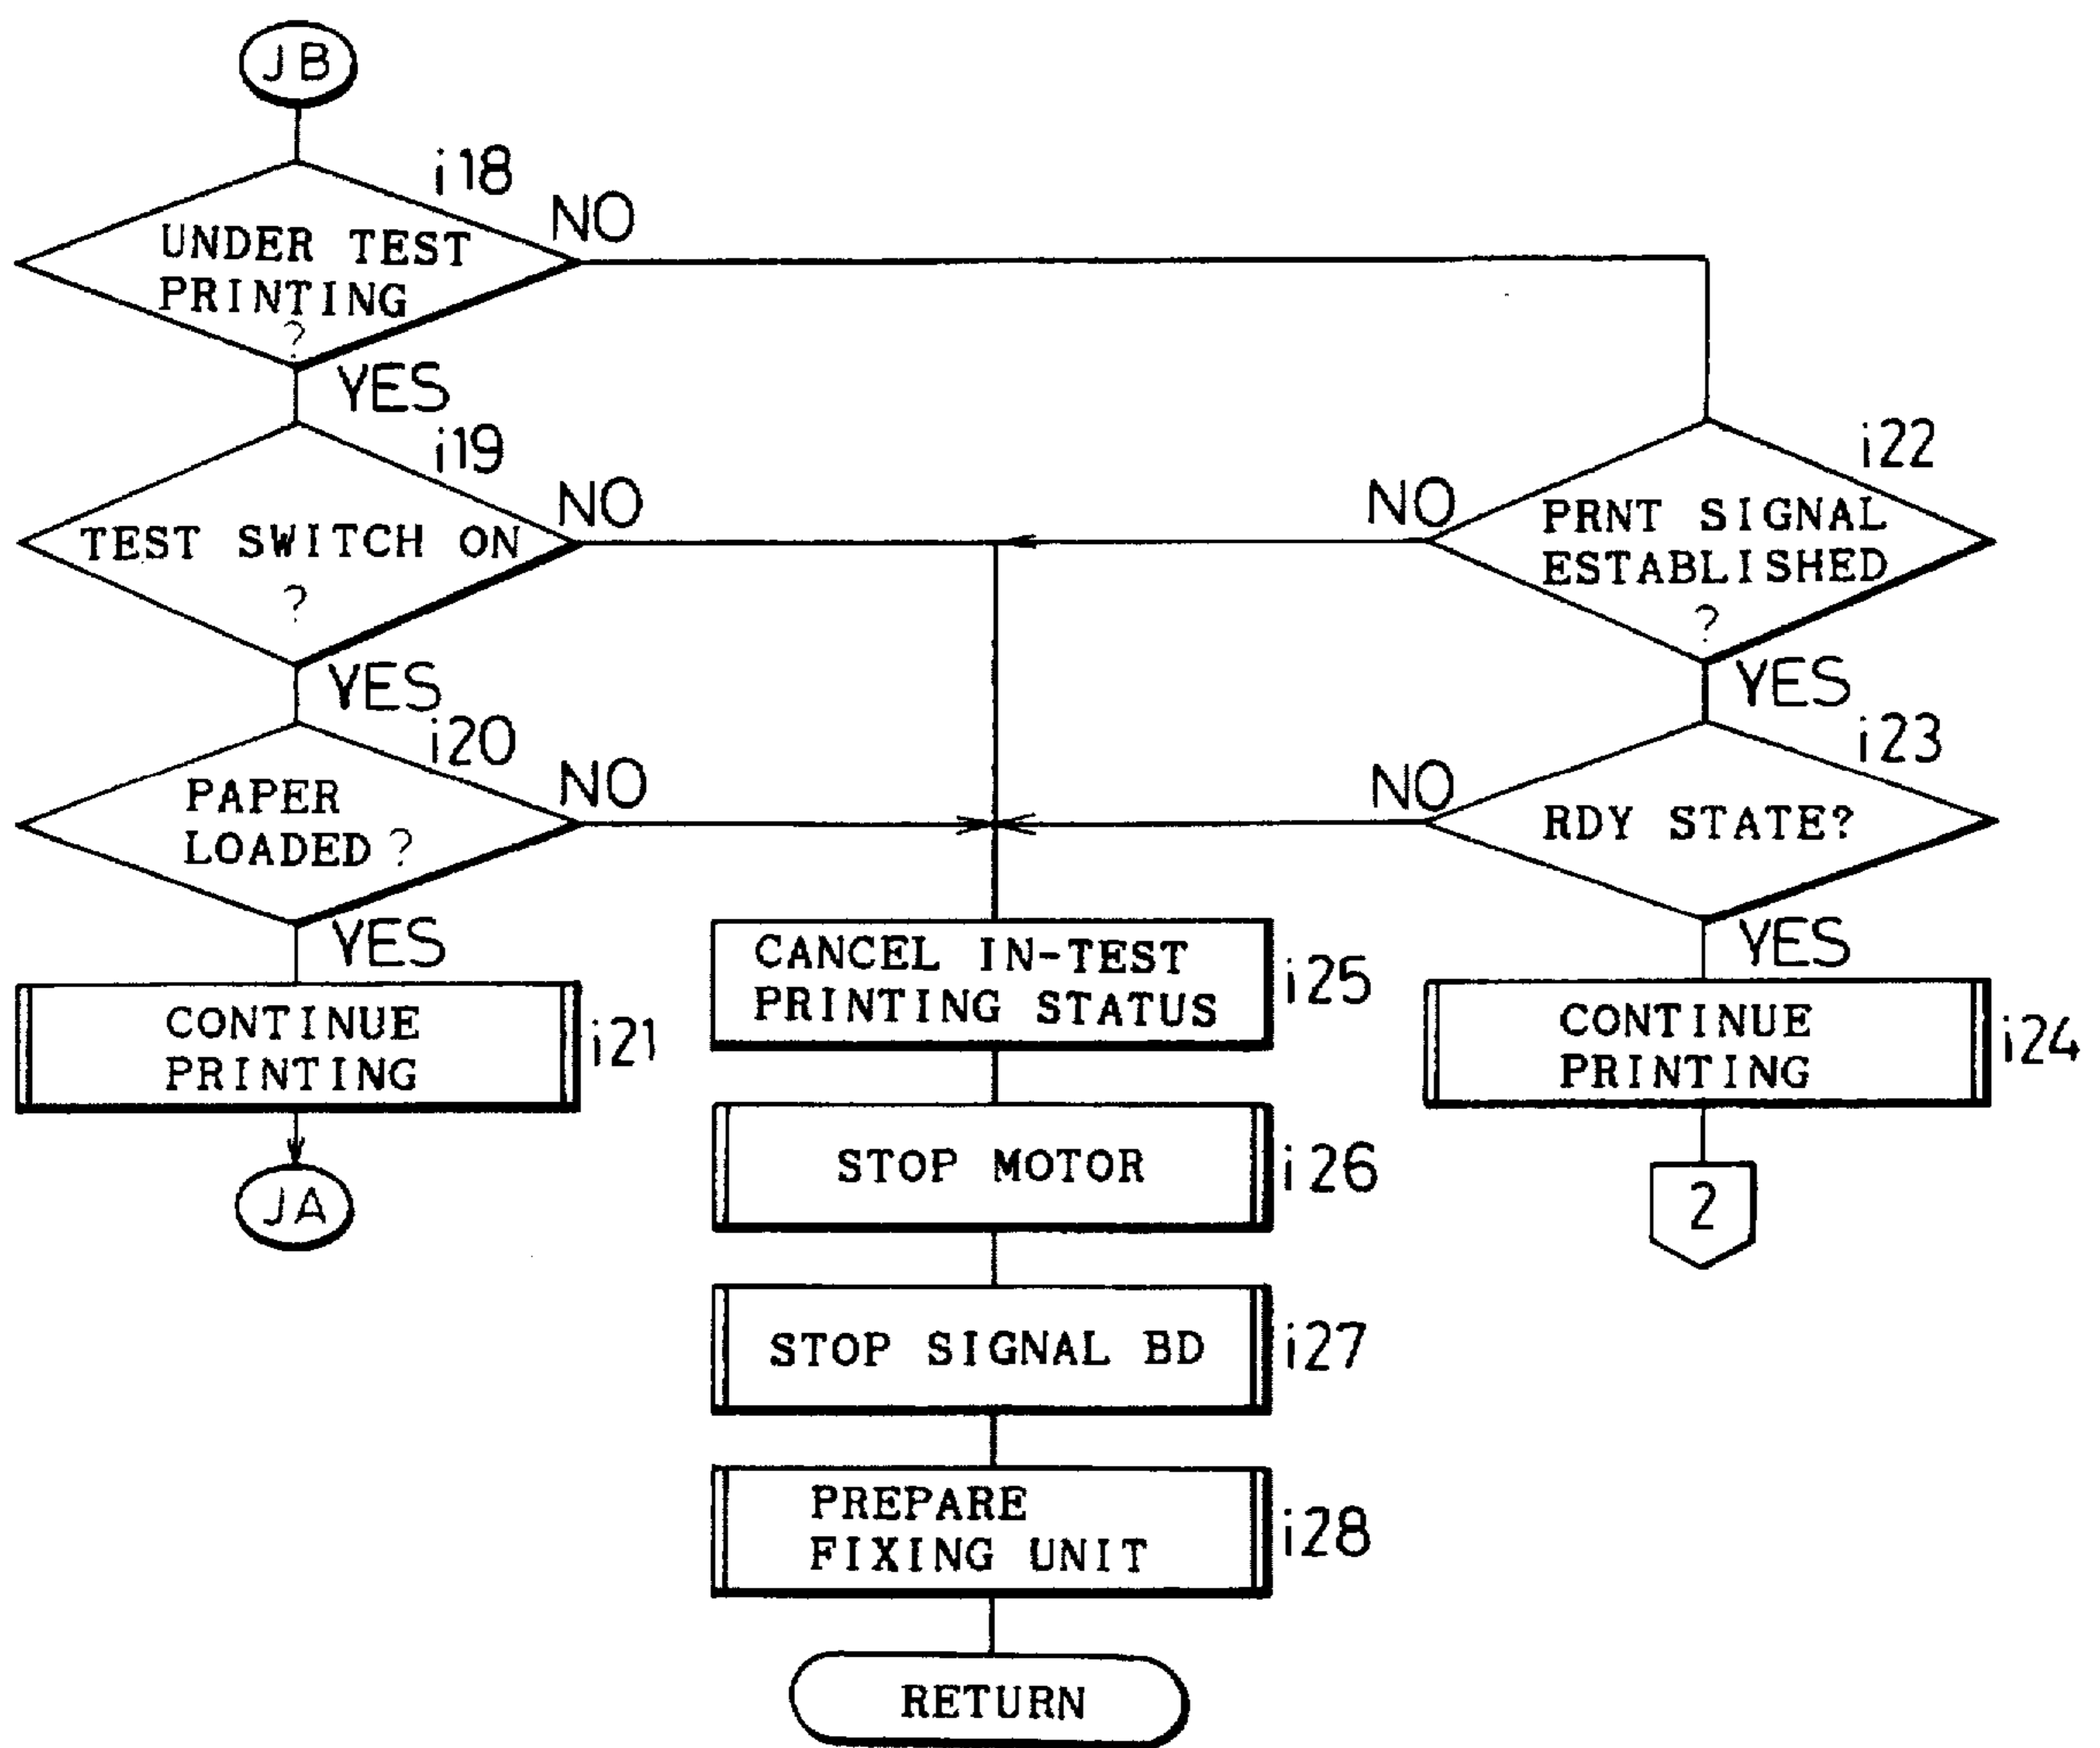 JB
i18
UNDER TEST
PRINTING
?
NO
YES
i19
TEST SWITCH ON
?
NO
YES
i20
PAPER
LOADED ?
NO
YES
CONTINUE
PRINTING
i21
JA
i22
PRNT SIGNAL
ESTABLISHED
?
NO
YES
i23
RDY STATE?
NO
YES
CONTINUE
PRINTING
i24
2
CANCEL IN-TEST
PRINTING STATUS
i25
STOP MOTOR
i26
STOP SIGNAL BD
i27
PREPARE
FIXING UNIT
i28
RETURN